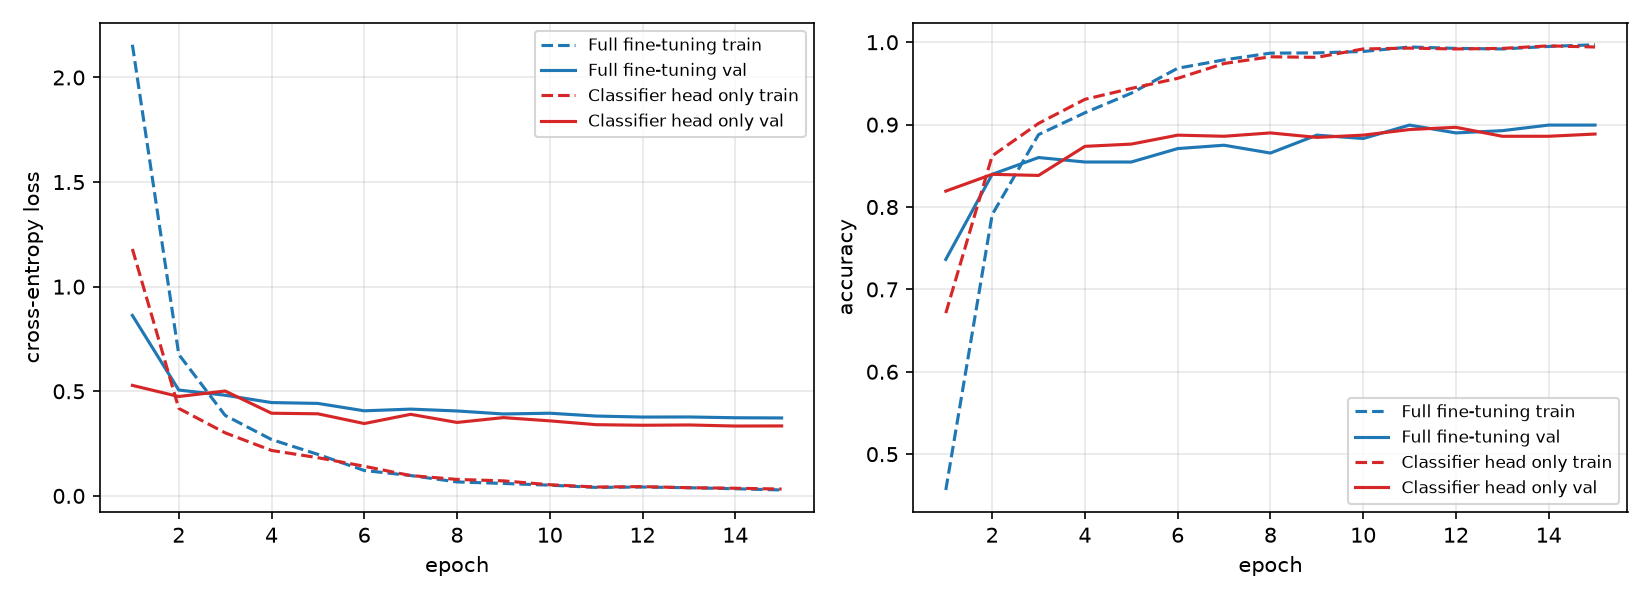 cross-entropy loss
2.0
1.5
1.0
0.5
0.0
2 4 6 8 10 12 14
epoch
Full fine-tuning train
Full fine-tuning val
Classifier head only train
Classifier head only val
accuracy
1.0
0.9
0.8
0.7
0.6
0.5
2 4 6 8 10 12 14
epoch
Full fine-tuning train
Full fine-tuning val
Classifier head only train
Classifier head only val